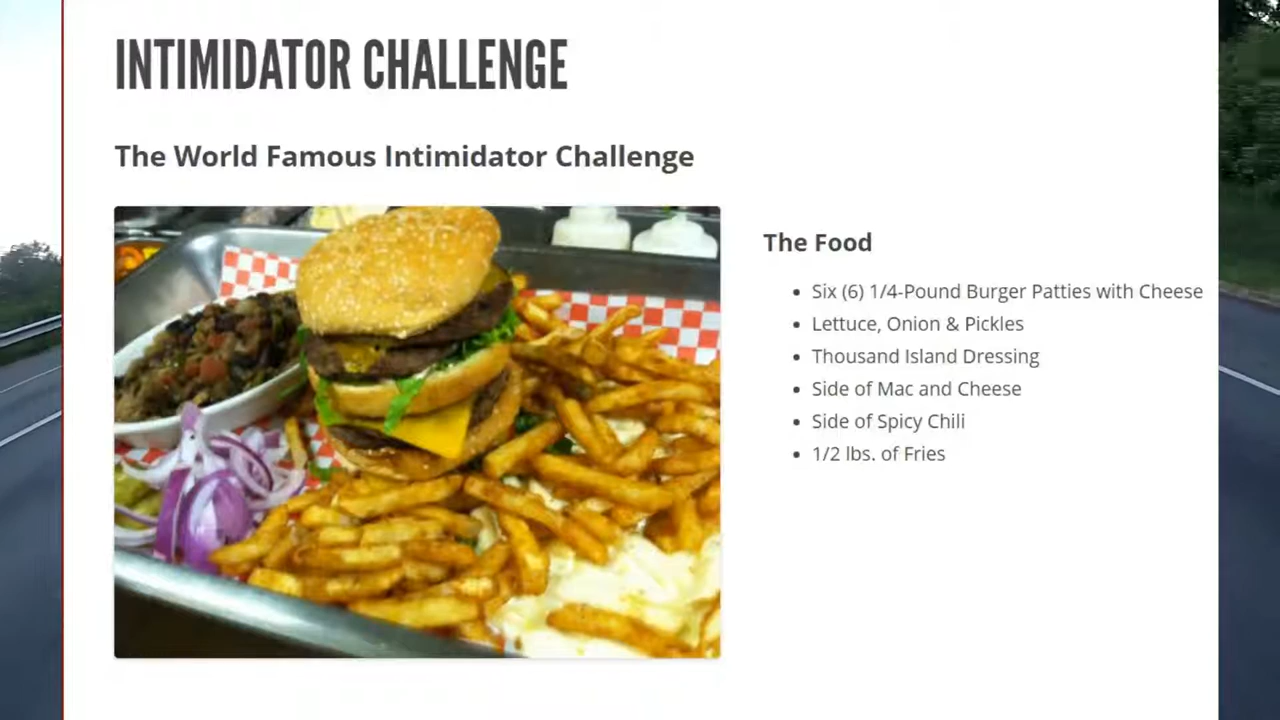 INTIMIDATOR CHALLENGE
The World Famous Intimidator Challenge
The Food
• Six (6) 1/4-Pound Burger Patties with Cheese
• Lettuce, Onion & Pickles
• Thousand Island Dressing
• Side of Mac and Cheese
• Side of Spicy Chili
• 1/2 lbs. of Fries